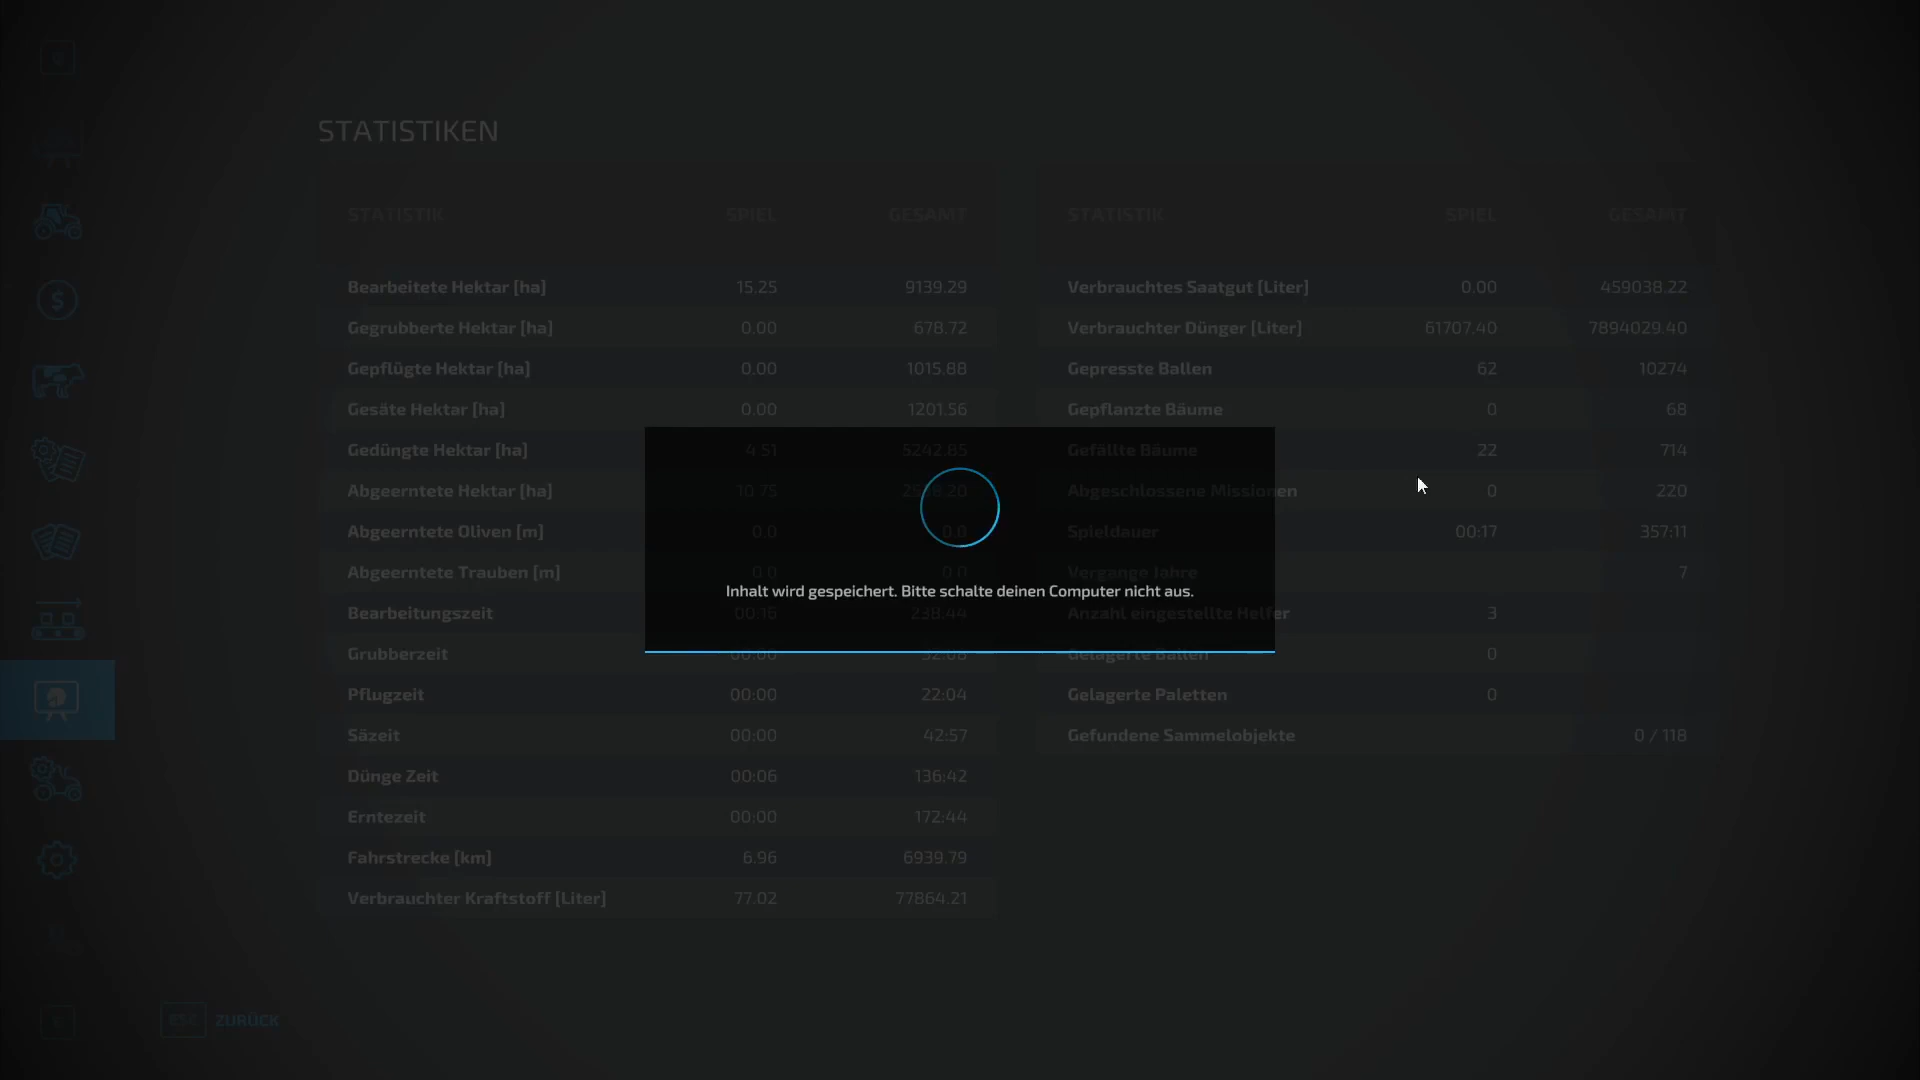 STATISTIKEN
STATISTIK SPIEL GESAMT
Bearbeitete Hektar [ha] 15.25 9139.29
Gegrubberte Hektar [ha] 0.00 678.72
Gepflügte Hektar [ha] 0.00 1015.88
Gesäte Hektar [ha] 0.00 1201.56
Gedüngte Hektar [ha] 4.51 5242.85
Abgeerntete Hektar [ha] 10.75
Abgeerntete Oliven [m] 0.0 0.0
Abgeerntete Trauben [m] 0.0 0.0
Bearbeitungszeit 00:16 238:44
Grubberzeit 00:00
Pflugzeit 00:00 22:04
Säzeit 00:00 42:57
Dünge Zeit 00:06 136:42
Erntezeit 00:00 172:44
Fahrstrecke [km] 6.96 6939.79
Verbrauchter Kraftstoff [Liter] 77.02 77864.21
STATISTIK SPIEL GESAMT
Verbrauchtes Saatgut [Liter] 0.00 459038.22
Verbrauchter Dünger [Liter] 61707.40 7894029.40
Gepresste Ballen 62 10274
Gepflanzte Bäume 0 68
Gefällte Bäume 22 714
Abgeschlossene Missionen 0 220
Spieldauer 00:17 357:11
Vergange Jahre 7
Anzahl eingestellte Helfer 3
Gelagerte Ballen 0
Gelagerte Paletten 0
Gefundene Sammelobjekte 0 / 118
Inhalt wird gespeichert. Bitte schalte deinen Computer nicht aus.
ESC ZURÜCK